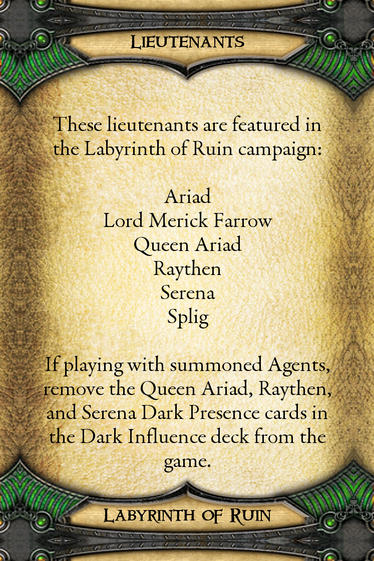 Lieutenants
These lieutenants are featured in
the Labyrinth of Ruin campaign:
Ariad
Lord Merick Farrow
Queen Ariad
Raythen
Serena
Splig
If playing with summoned Agents,
remove the Queen Ariad, Raythen,
and Serena Dark Presence cards in
the Dark Influence deck from the
game.
Labyrinth of Ruin